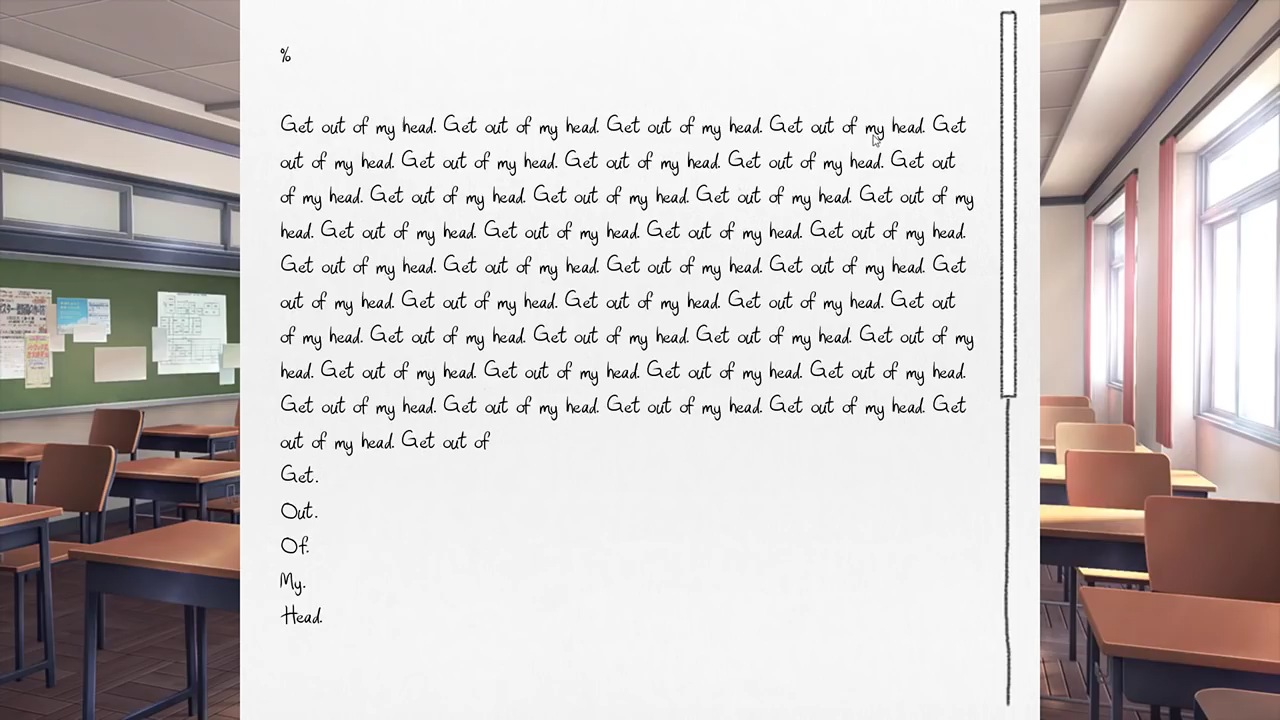 %
Get out of my head. Get out of my head. Get out of my head. Get out of my head. Get
out of my head. Get out of my head. Get out of my head. Get out of my head. Get out
of my head. Get out of my head. Get out of my head. Get out of my head. Get out of my
head. Get out of my head. Get out of my head. Get out of my head. Get out of my head.
Get out of my head. Get out of my head. Get out of my head. Get out of my head. Get
out of my head. Get out of my head. Get out of my head. Get out of my head. Get out
of my head. Get out of my head. Get out of my head. Get out of my head. Get out of my
head. Get out of my head. Get out of my head. Get out of my head. Get out of my head.
Get out of my head. Get out of my head. Get out of my head. Get out of my head. Get
out of my head. Get out of
Get.
Out.
Of.
My.
Head.